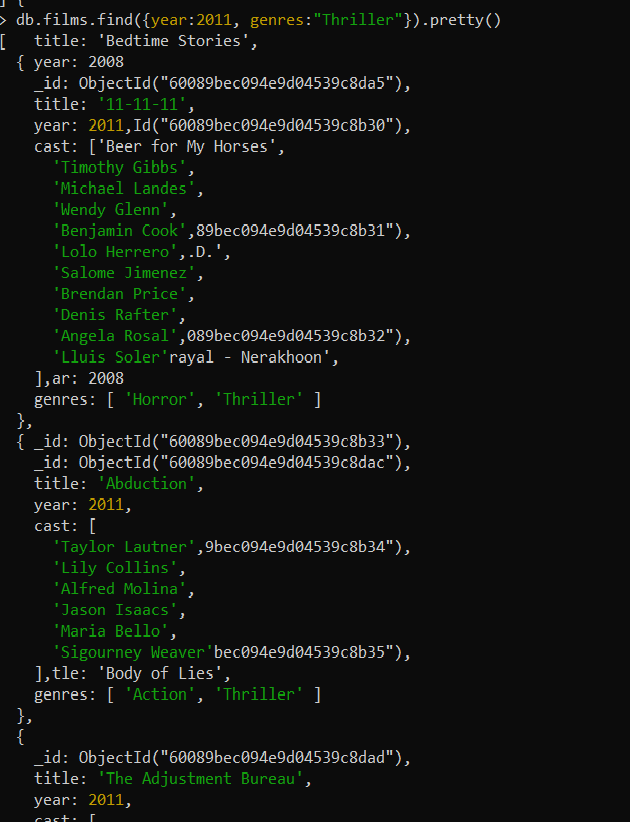 ] {
> db.films.find({year:2011, genres:"Thriller"}).pretty()
[   title: 'Bedtime Stories',
  { year: 2008
    _id: ObjectId("60089bec094e9d04539c8da5"),
    title: '11-11-11',
    year: 2011,Id("60089bec094e9d04539c8b30"),
    cast: ['Beer for My Horses',
      'Timothy Gibbs',
      'Michael Landes',
      'Wendy Glenn',
      'Benjamin Cook',89bec094e9d04539c8b31"),
      'Lolo Herrero',.D.',
      'Salome Jimenez',
      'Brendan Price',
      'Denis Rafter',
      'Angela Rosal',089bec094e9d04539c8b32"),
      'Lluis Soler'rayal - Nerakhoon',
    ],ar: 2008
    genres: [ 'Horror', 'Thriller' ]
  },
  { _id: ObjectId("60089bec094e9d04539c8b33"),
    _id: ObjectId("60089bec094e9d04539c8dac"),
    title: 'Abduction',
    year: 2011,
    cast: [
      'Taylor Lautner',9bec094e9d04539c8b34"),
      'Lily Collins',
      'Alfred Molina',
      'Jason Isaacs',
      'Maria Bello',
      'Sigourney Weaver'bec094e9d04539c8b35"),
    ],tle: 'Body of Lies',
    genres: [ 'Action', 'Thriller' ]
  },
  {
    _id: ObjectId("60089bec094e9d04539c8dad"),
    title: 'The Adjustment Bureau',
    year: 2011,
    cast: [